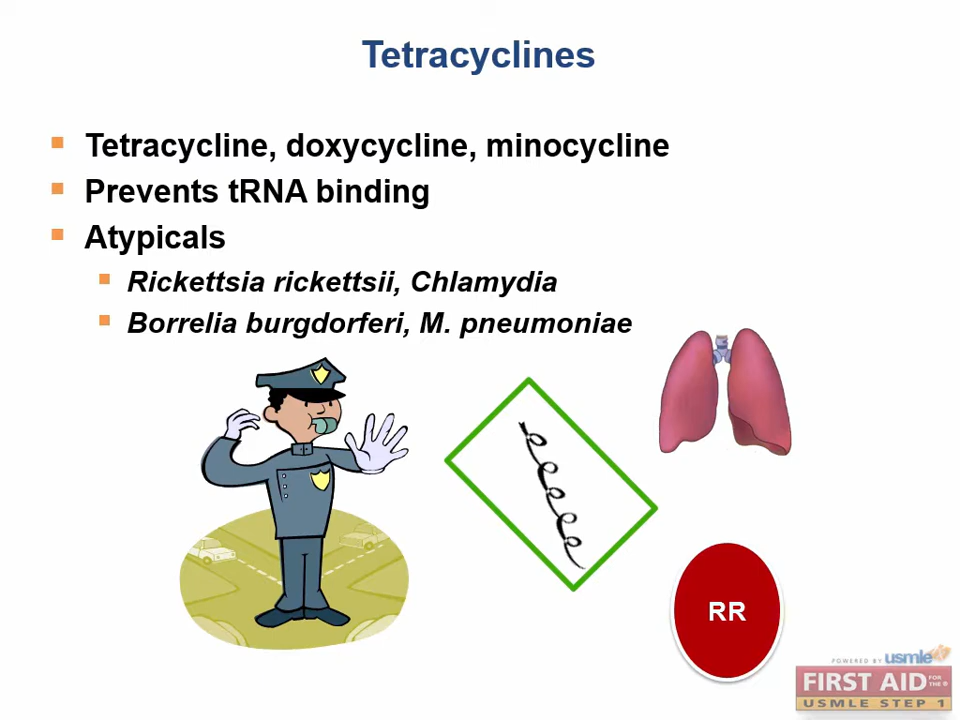 Tetracyclines
Tetracycline, doxycycline, minocycline
Prevents tRNA binding
Atypicals
Rickettsia rickettsii, Chlamydia
Borrelia burgdorferi, M. pneumoniae
RR
POWERED BY usmle
FIRST AID FOR THE®
USMLE STEP 1